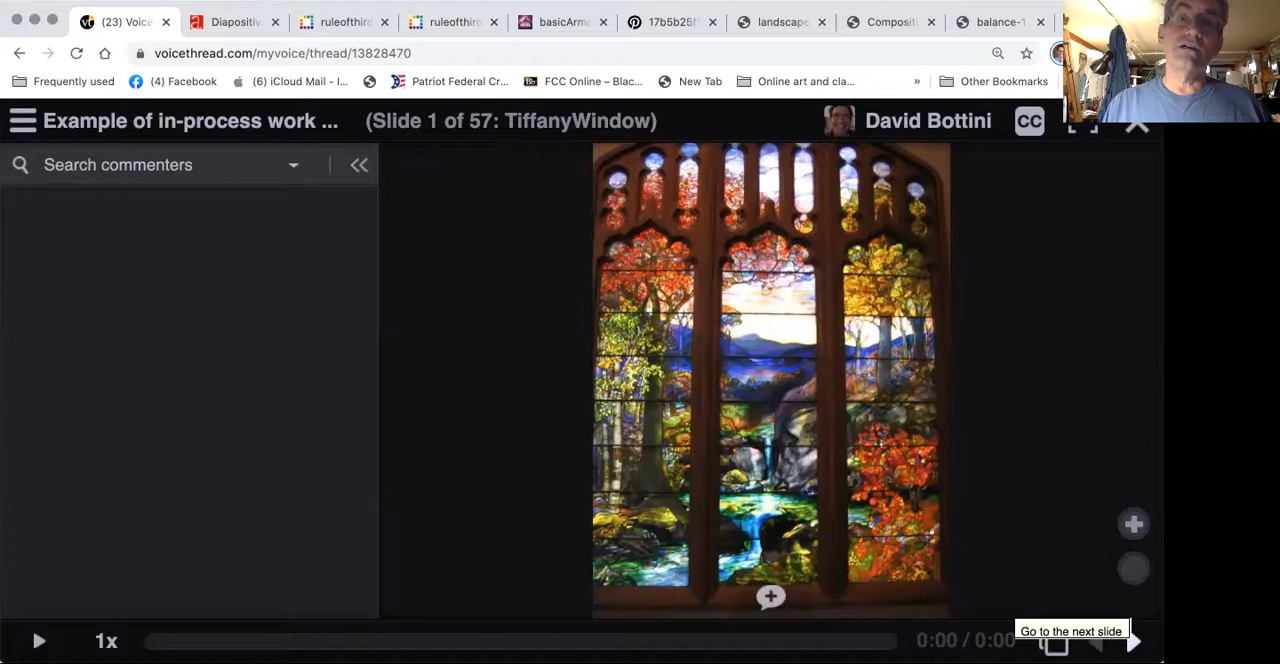 (23) Voice
Diapositiv
ruleofthird
ruleofthird
basicArm
17b5b25f
landscape
Compositi
balance-1
voicethread.com/myvoice/thread/13828470
Frequently used
(4) Facebook
(6) iCloud Mail - I...
Patriot Federal Cr...
FCC Online – Blac...
New Tab
Online art and cla...
»
Other Bookmarks
Example of in-process work ... (Slide 1 of 57: TiffanyWindow)
David Bottini
CC
Search commenters
Go to the next slide
1x
0:00 / 0:00